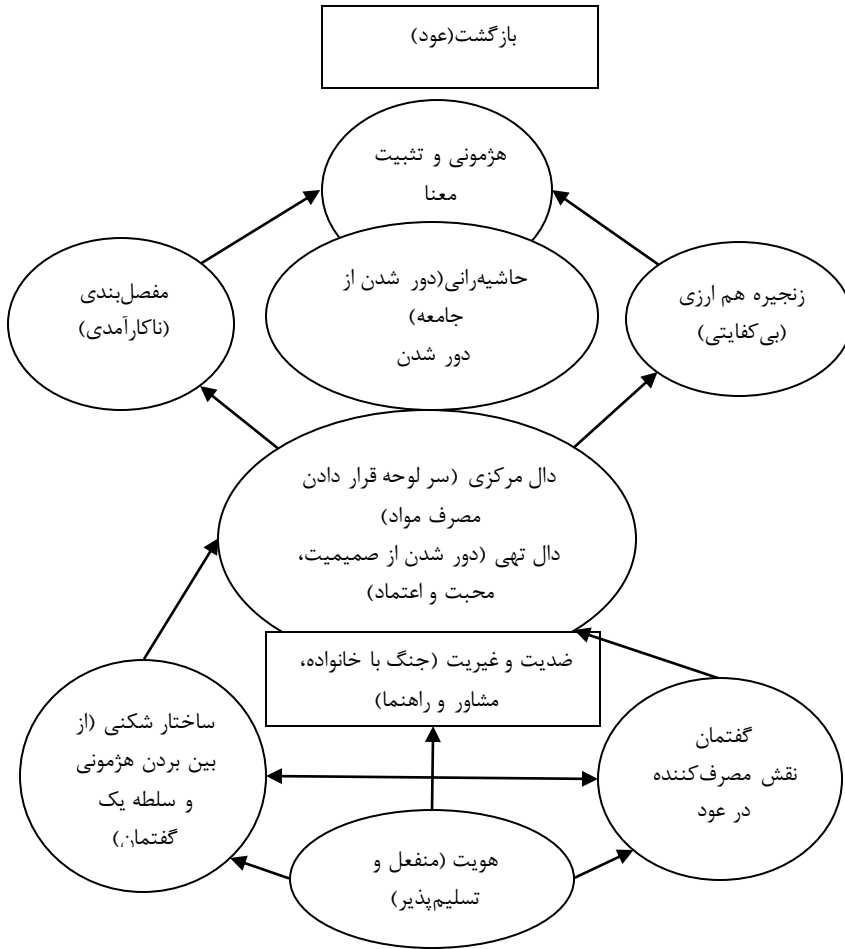 بازگشت(عود)
هژمونی و تثبیت
معنا
حاشیه‌رانی(دور شدن از
جامعه)
دور شدن
زنجیره هم ارزی
(بی‌کفایتی)
مفصل‌بندی
(ناکارآمدی)
دال مرکزی (سر لوحه قرار دادن
مصرف مواد)
دال تهی (دور شدن از صمیمیت،
محبت و اعتماد)
ضدیت و غیریت (جنگ با خانواده،
مشاور و راهنما)
گفتمان
نقش مصرف‌کننده
در عود
ساختار شکنی (از
بین بردن هژمونی
و سلطه یک
گفتمان)
هویت (منفعل و
تسلیم‌پذیر)